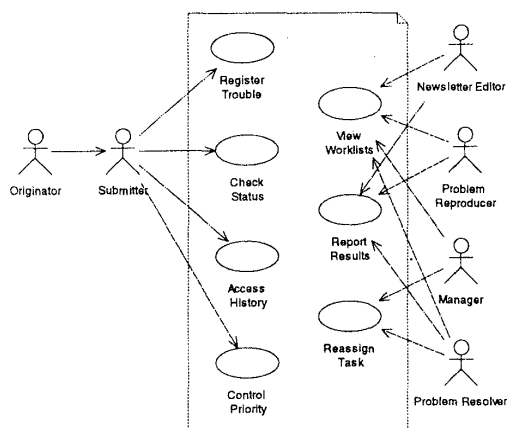 Register
Trouble
Newsletter Editor
View
Worklists
Originator
Submitter
Check
Status
Problem
Reproducer
Report
Results
Access
History
Manager
Reassign
Task
Control
Priority
Problem Resolver